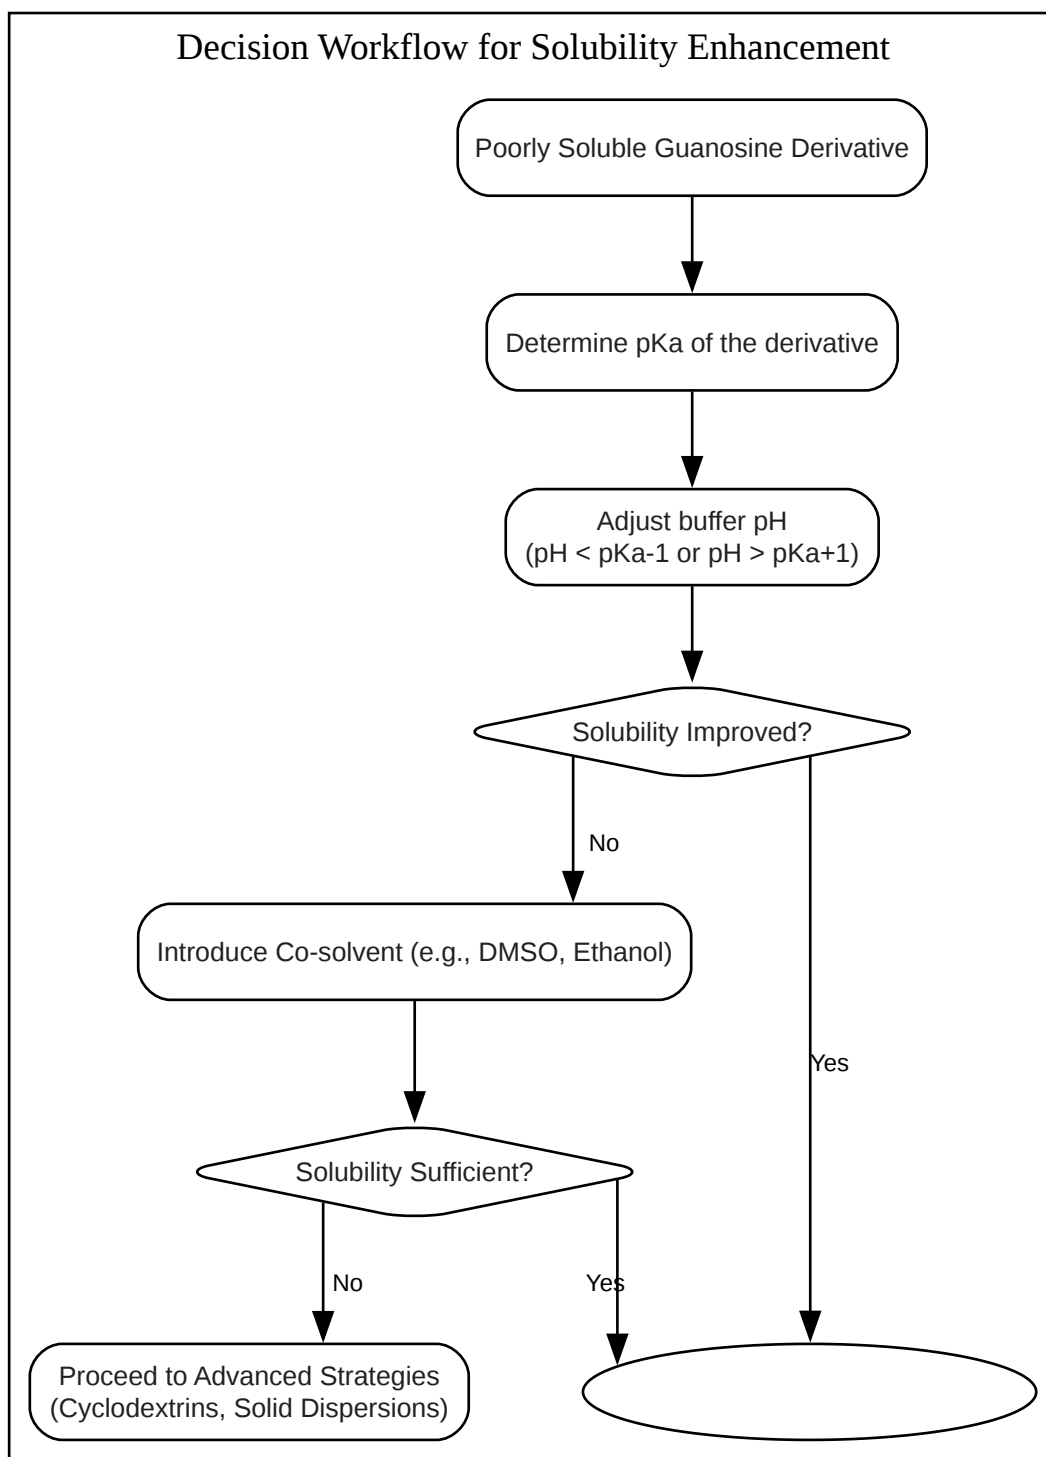 Decision Workflow for Solubility Enhancement
Poorly Soluble Guanosine Derivative
Determine pKa of the derivative
Adjust buffer pH
(pH < pKa-1 or pH > pKa+1)
Solubility Improved?
No
Introduce Co-solvent (e.g., DMSO, Ethanol)
Yes
Solubility Sufficient?
No
Yes
Proceed to Advanced Strategies
(Cyclodextrins, Solid Dispersions)